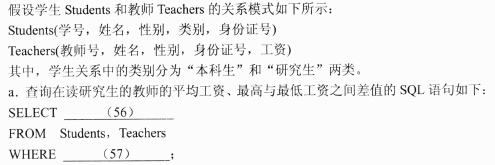 假设学生 Students 和教师 Teachers 的关系模式如下所示：
Students(学号，姓名，性别，类别，身份证号)
Teachers(教师号，姓名，性别，身份证号，工资)
其中，学生关系中的类别分为“本科生”和“研究生”两类。
a．查询在读研究生的教师的平均工资、最高与最低工资之间差值的 SQL 语句如下：
SELECT （56）
FROM Students，Teachers
WHERE （57）；